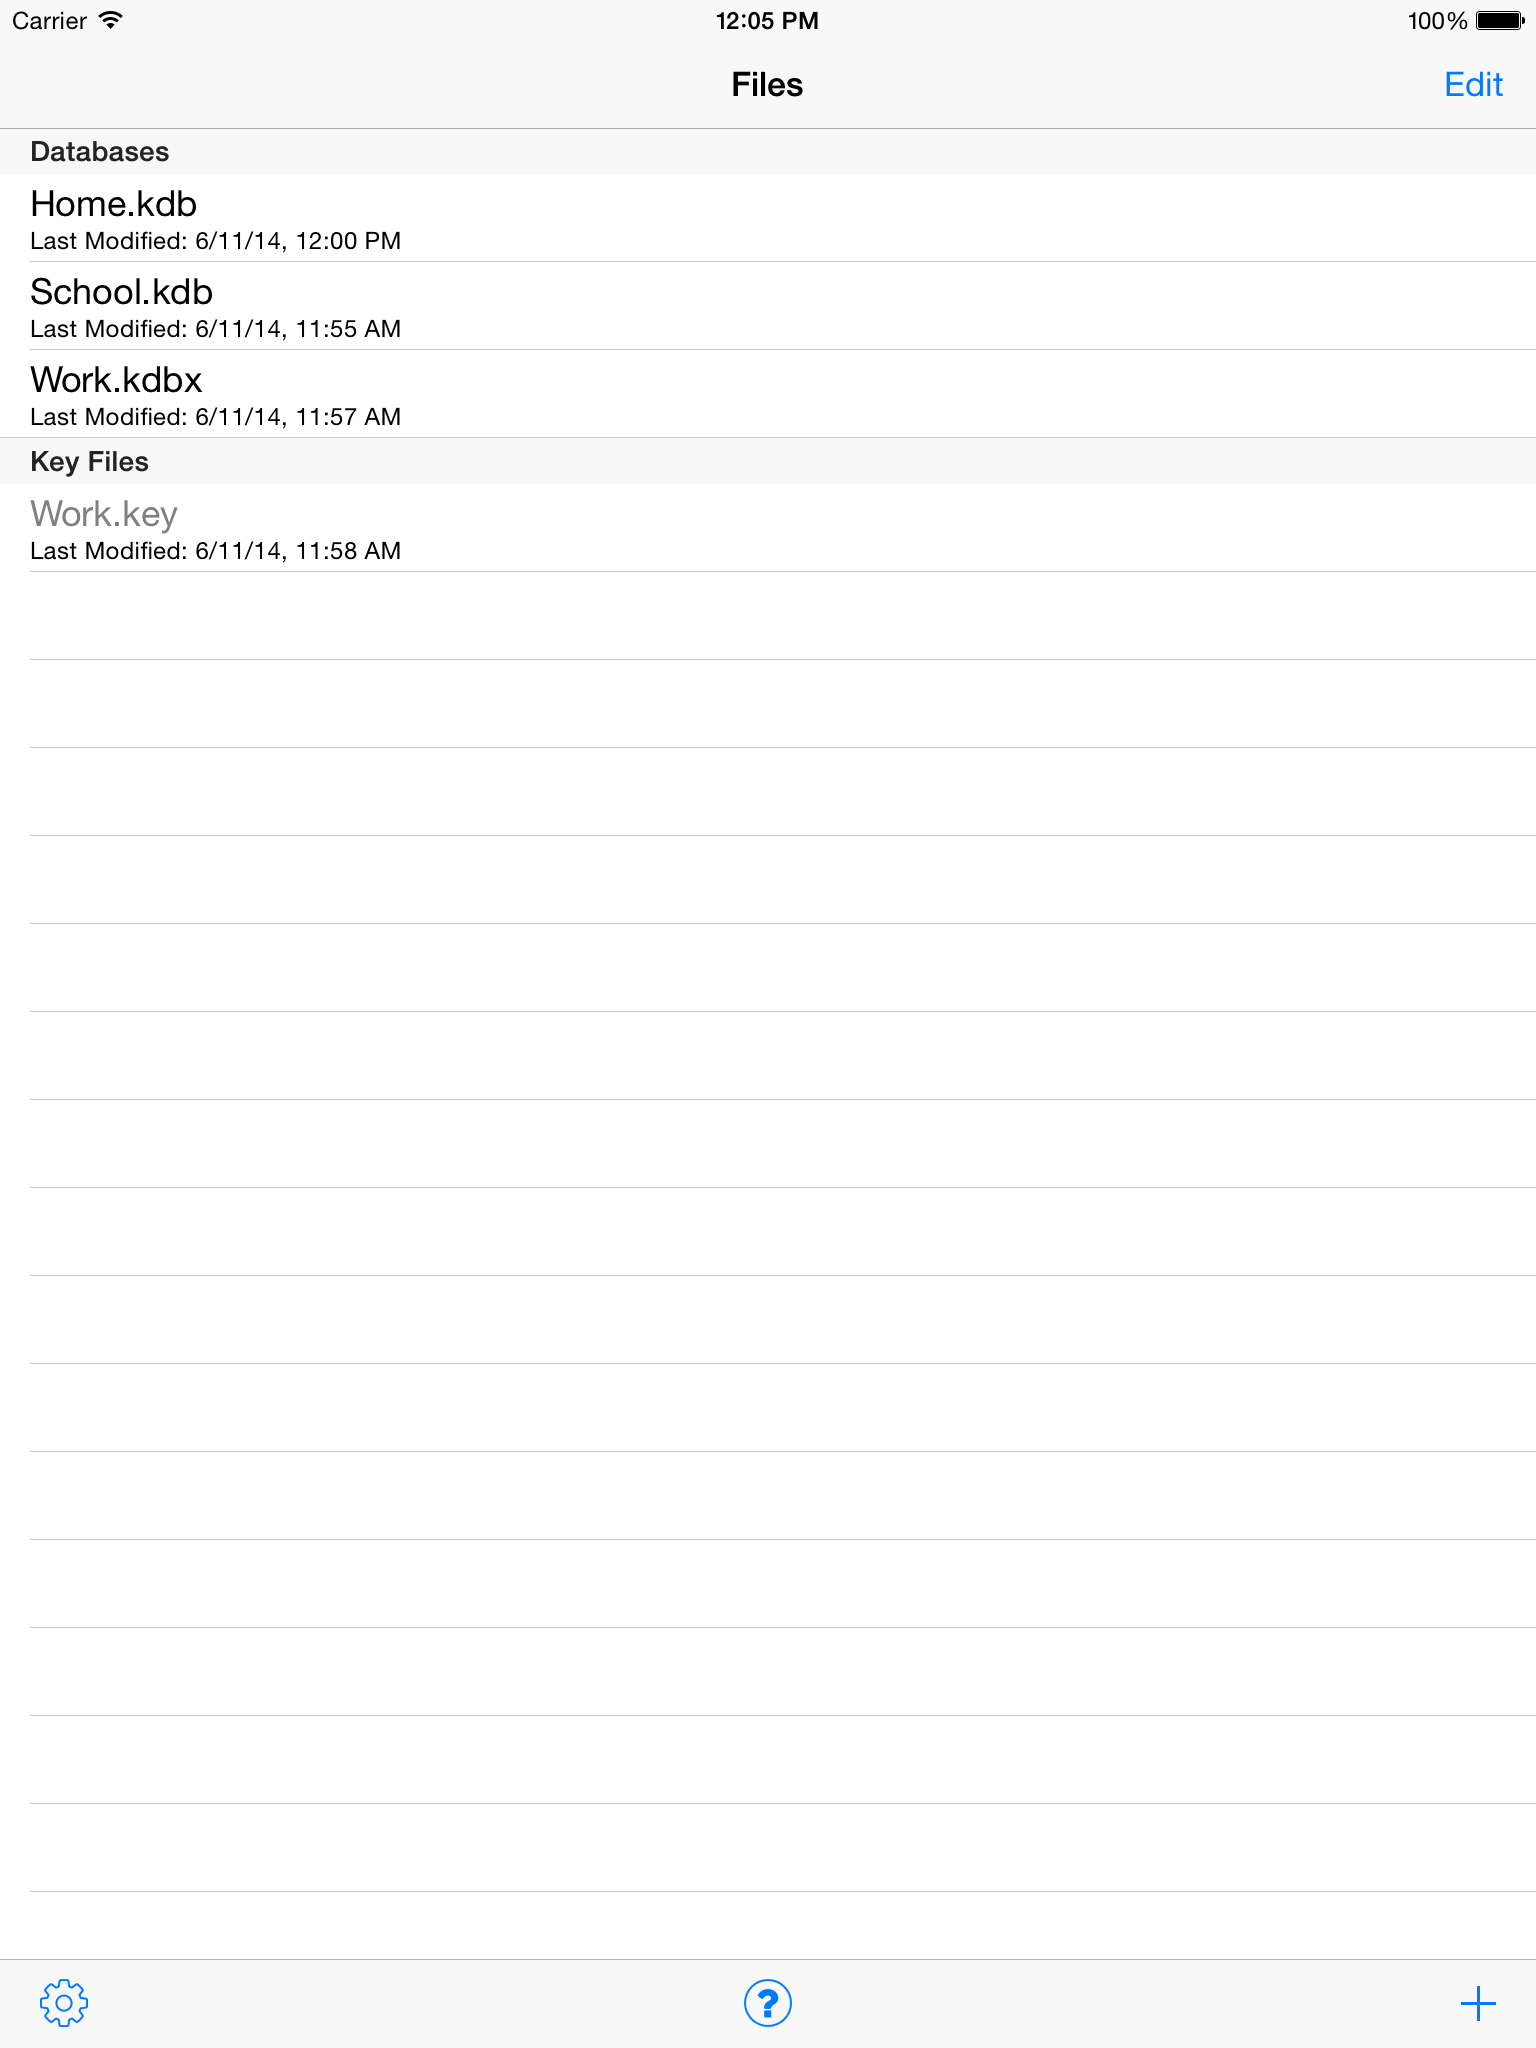 Carrier 12:05 PM 100%
Files Edit
Databases
Home.kdb
Last Modified: 6/11/14, 12:00 PM
School.kdb
Last Modified: 6/11/14, 11:55 AM
Work.kdbx
Last Modified: 6/11/14, 11:57 AM
Key Files
Work.key
Last Modified: 6/11/14, 11:58 AM
?